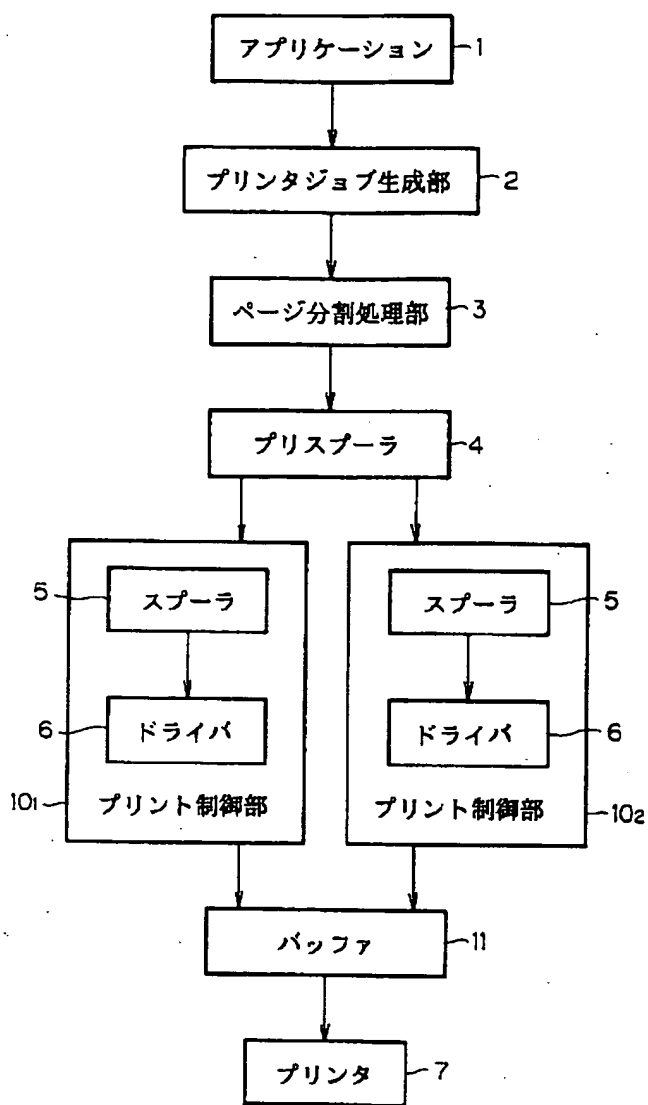 アプリケーション 1
プリンタジョブ生成部 2
ページ分割処理部 3
プリスプーラ 4
5 スプーラ
スプーラ 5
6 ドライバ
ドライバ 6
10₁ プリント制御部
プリント制御部 10₂
バッファ 11
プリンタ 7